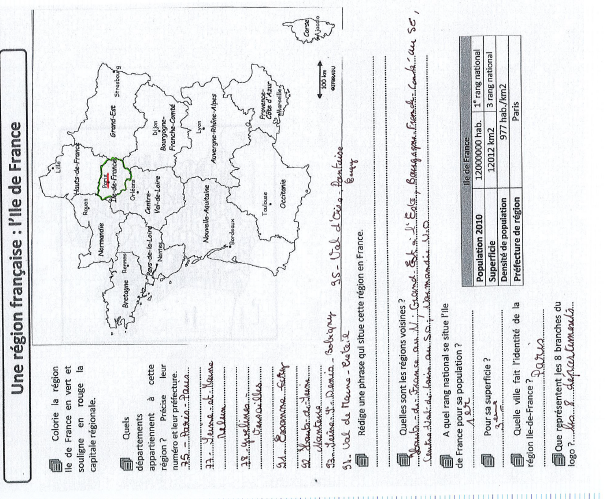 Une région française : l'Ile de France
Colorie la région
Ile de France en vert et
souligne en rouge la
capitale régionale.
Quels
départements
appartiennent à cette
région ? Précise leur
numéro et leur préfecture.
75 - Paris - Paris
77 - Seine-et-Marne
Melun
78 - Yvelines -
Versailles
91 - Essonne - Evry
92 Hauts-de-Seine
Nanterre
93 - Seine-St-Denis - Bobigny
94 - Val de Marne - Créteil
95 - Val d'Oise - Pontoise
Lille
Hauts-de-France
Rouen
Normandie
Paris
Ile-de-France
Grand-Est
Strasbourg
Bretagne
Rennes
Pays-de-la-Loire
Nantes
Orléans
Centre-
Val-de-Loire
Dijon
Bourgogne-
Franche-Comté
Nouvelle-Aquitaine
Bordeaux
Lyon
Auvergne-Rhône-Alpes
Toulouse
Occitanie
Provence-
Côte d'Azur
Marseille
Corse
Ajaccio
100 km
Rédige une phrase qui situe cette région en France.
Quelles sont les régions voisines ?
Hauts-de-France au N, Grand-Est à l'Est, Bourgogne-Franche-Comté au SE,
Centre Val-de-Loire au SO, Normandie NO
A quel rang national se situe l'Ile
de France pour sa population ?
1er
Pour sa superficie ?
Quelle ville fait l'identité de la
région Ile-de-France ?
Paris
Que représentent les 8 branches du
logo ? les 8 départements
Ile de France
Population 2010 12000000 hab. 1° rang national
Superficie 12012 km2 3 rang national
Densité de population 977 hab./km2
Préfecture de région Paris